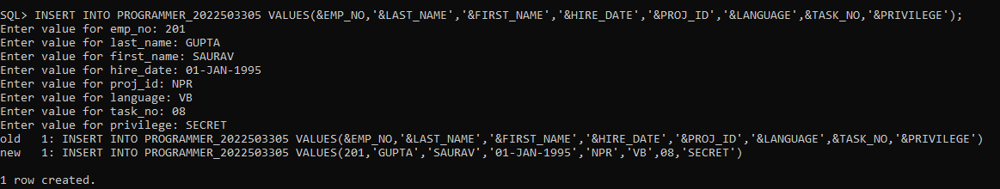 SQL> INSERT INTO PROGRAMMER_2022503305 VALUES(&EMP_NO,'&LAST_NAME','&FIRST_NAME','&HIRE_DATE','&PROJ_ID','&LANGUAGE',&TASK_NO,'&PRIVILEGE');
Enter value for emp_no: 201
Enter value for last_name: GUPTA
Enter value for first_name: SAURAV
Enter value for hire_date: 01-JAN-1995
Enter value for proj_id: NPR
Enter value for language: VB
Enter value for task_no: 08
Enter value for privilege: SECRET
old   1: INSERT INTO PROGRAMMER_2022503305 VALUES(&EMP_NO,'&LAST_NAME','&FIRST_NAME','&HIRE_DATE','&PROJ_ID','&LANGUAGE',&TASK_NO,'&PRIVILEGE')
new   1: INSERT INTO PROGRAMMER_2022503305 VALUES(201,'GUPTA','SAURAV','01-JAN-1995','NPR','VB',08,'SECRET')
1 row created.